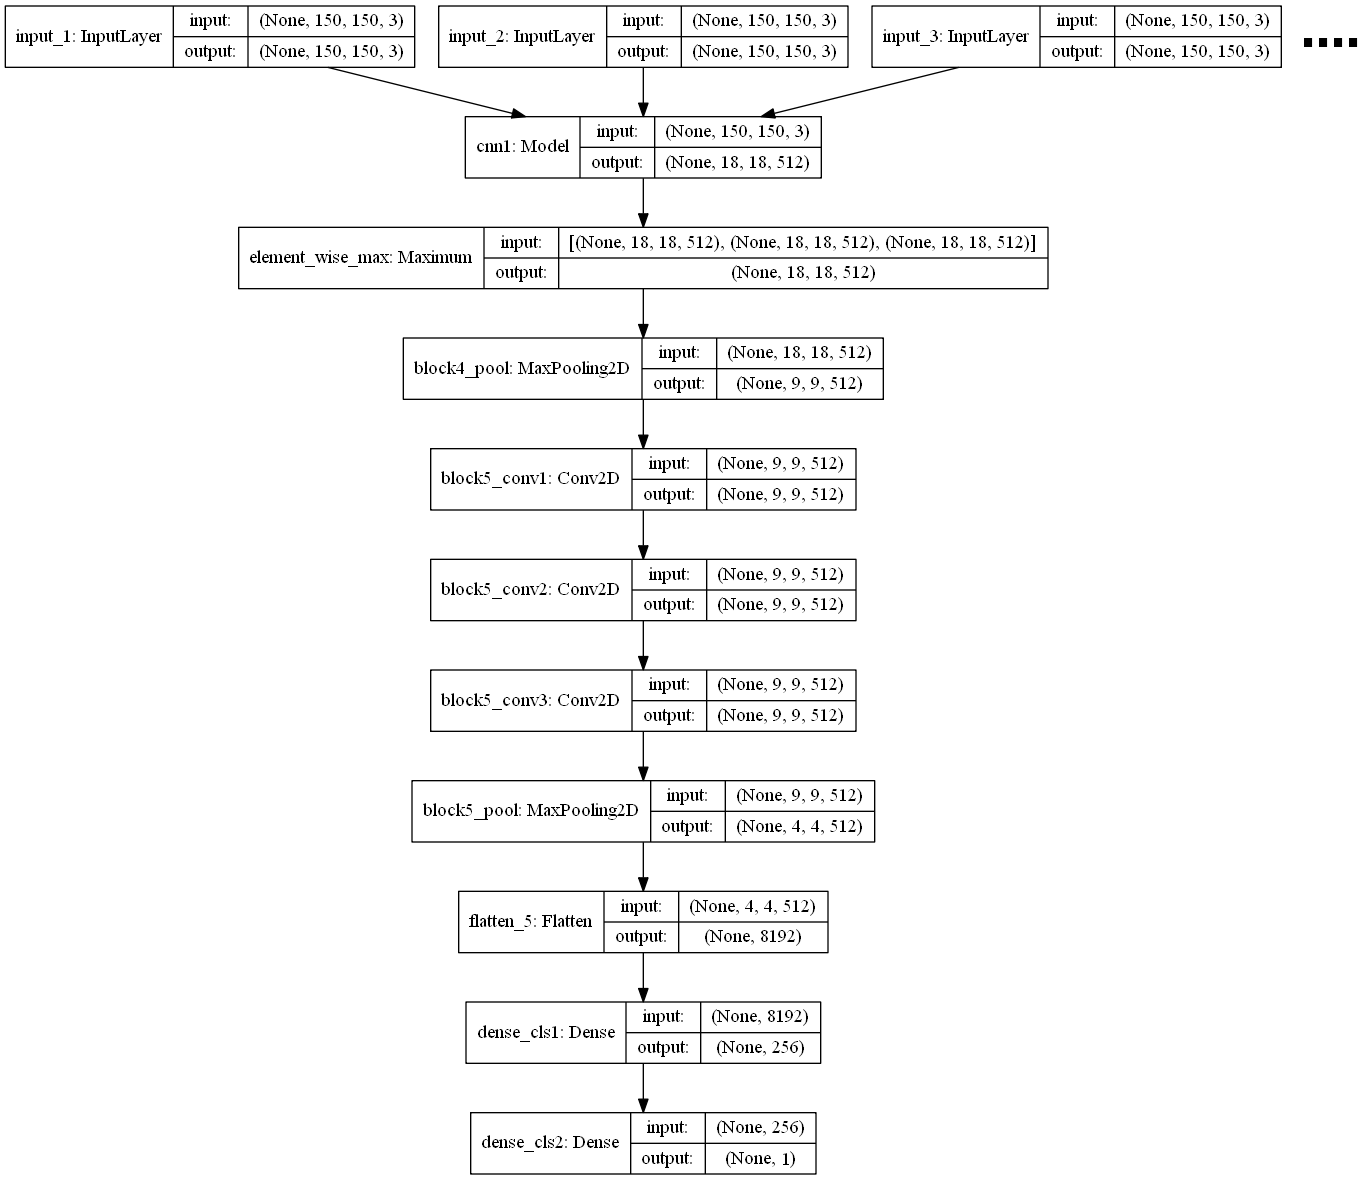 input_1: InputLayer
input: (None, 150, 150, 3)
output: (None, 150, 150, 3)
input_2: InputLayer
input: (None, 150, 150, 3)
output: (None, 150, 150, 3)
input_3: InputLayer
input: (None, 150, 150, 3)
output: (None, 150, 150, 3)
....
cnn1: Model
input: (None, 150, 150, 3)
output: (None, 18, 18, 512)
element_wise_max: Maximum
input: [(None, 18, 18, 512), (None, 18, 18, 512), (None, 18, 18, 512)]
output: (None, 18, 18, 512)
block4_pool: MaxPooling2D
input: (None, 18, 18, 512)
output: (None, 9, 9, 512)
block5_conv1: Conv2D
input: (None, 9, 9, 512)
output: (None, 9, 9, 512)
block5_conv2: Conv2D
input: (None, 9, 9, 512)
output: (None, 9, 9, 512)
block5_conv3: Conv2D
input: (None, 9, 9, 512)
output: (None, 9, 9, 512)
block5_pool: MaxPooling2D
input: (None, 9, 9, 512)
output: (None, 4, 4, 512)
flatten_5: Flatten
input: (None, 4, 4, 512)
output: (None, 8192)
dense_cls1: Dense
input: (None, 8192)
output: (None, 256)
dense_cls2: Dense
input: (None, 256)
output: (None, 1)